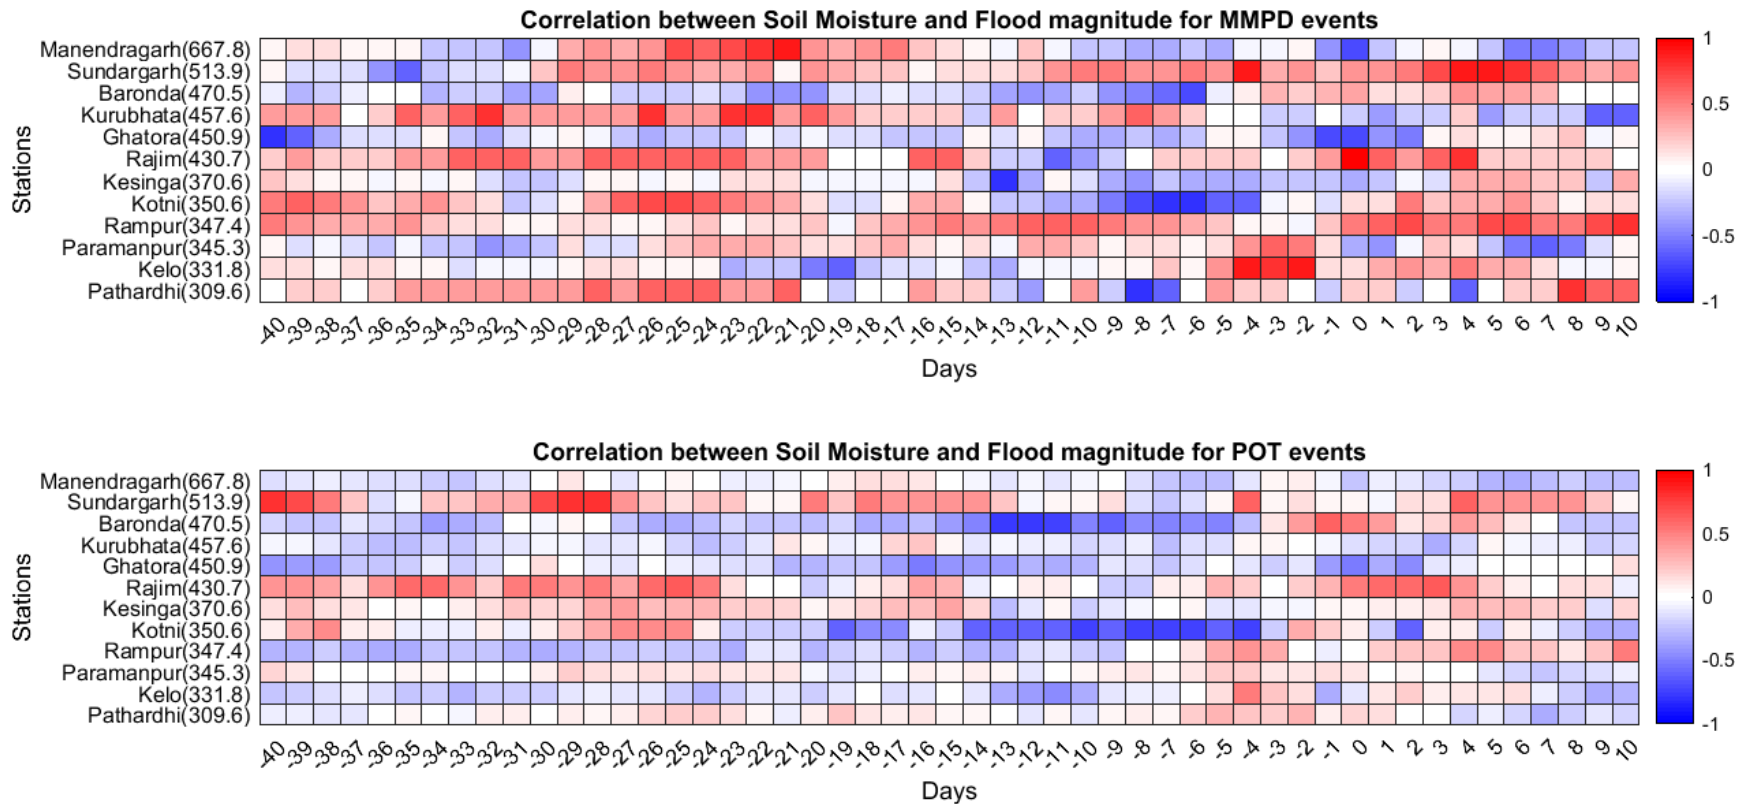 Correlation between Soil Moisture and Flood magnitude for MMPD events
Stations
Manendragarh(667.8)
Sundargarh(513.9)
Baronda(470.5)
Kurubhata(457.6)
Ghatora(450.9)
Rajim(430.7)
Kesinga(370.6)
Kotni(350.6)
Rampur(347.4)
Paramanpur(345.3)
Kelo(331.8)
Pathardhi(309.6)
1
0.5
0
-0.5
-1
-40 -39 -38 -37 -36 -35 -34 -33 -32 -31 -30 -29 -28 -27 -26 -25 -24 -23 -22 -21 -20 -19 -18 -17 -16 -15 -14 -13 -12 -11 -10 -9 -8 -7 -6 -5 -4 -3 -2 -1 0 1 2 3 4 5 6 7 8 9 10
Days
Correlation between Soil Moisture and Flood magnitude for POT events
Stations
Manendragarh(667.8)
Sundargarh(513.9)
Baronda(470.5)
Kurubhata(457.6)
Ghatora(450.9)
Rajim(430.7)
Kesinga(370.6)
Kotni(350.6)
Rampur(347.4)
Paramanpur(345.3)
Kelo(331.8)
Pathardhi(309.6)
1
0.5
0
-0.5
-1
-40 -39 -38 -37 -36 -35 -34 -33 -32 -31 -30 -29 -28 -27 -26 -25 -24 -23 -22 -21 -20 -19 -18 -17 -16 -15 -14 -13 -12 -11 -10 -9 -8 -7 -6 -5 -4 -3 -2 -1 0 1 2 3 4 5 6 7 8 9 10
Days